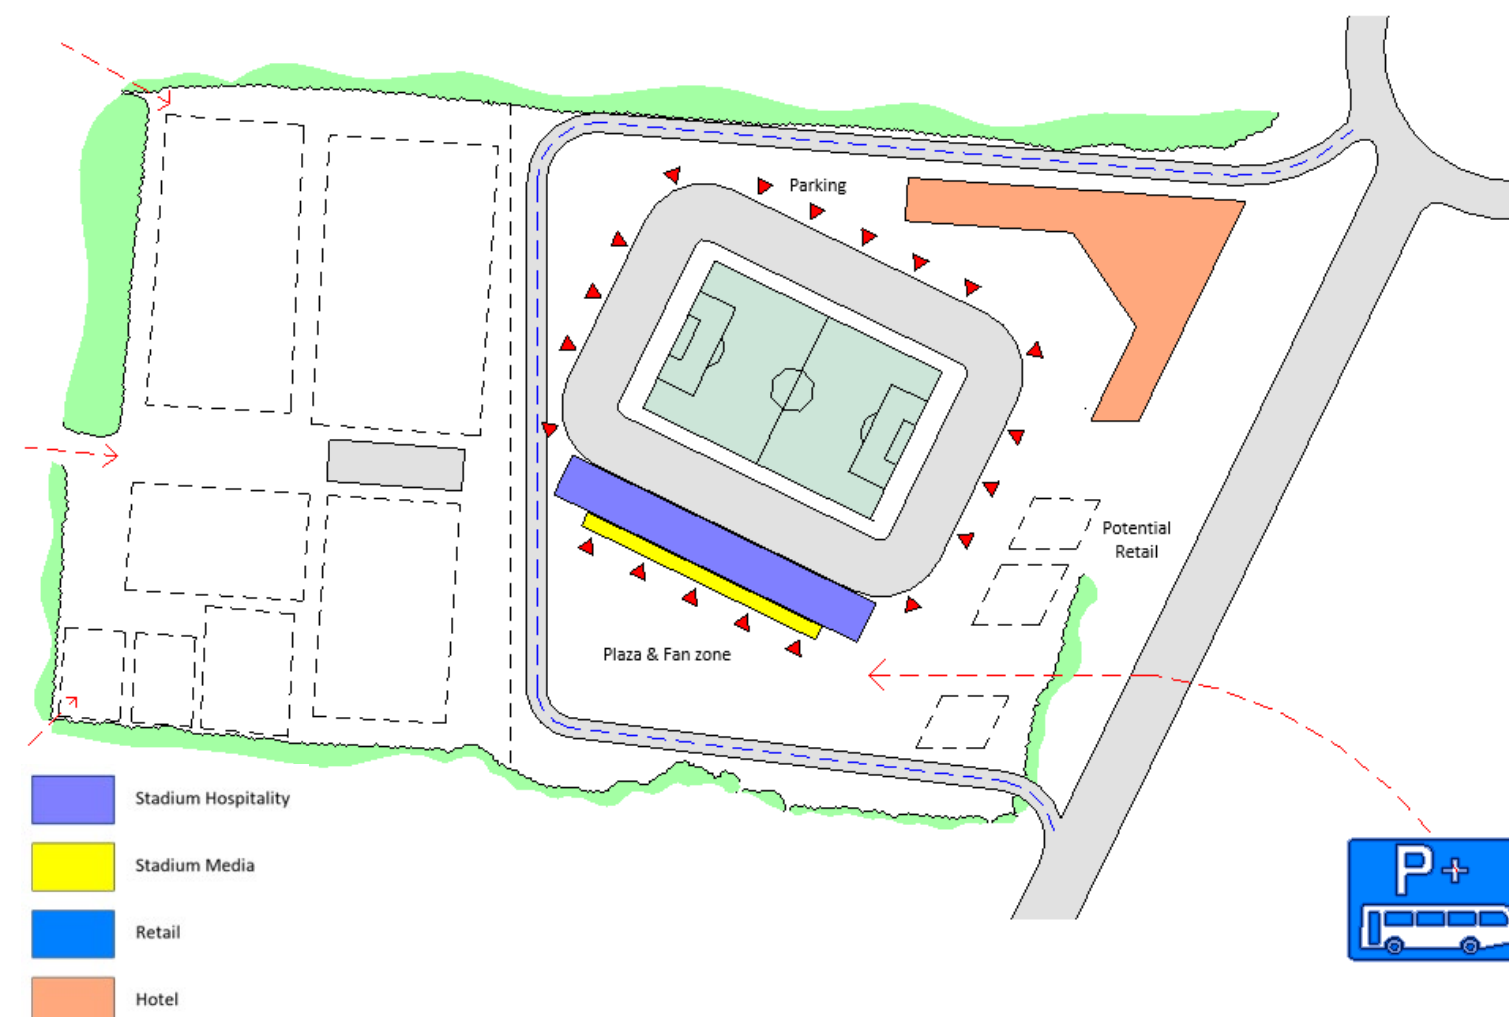 Parking
Potential
Retail
Plaza & Fan zone
Stadium Hospitality
Stadium Media
Retail
Hotel
P+